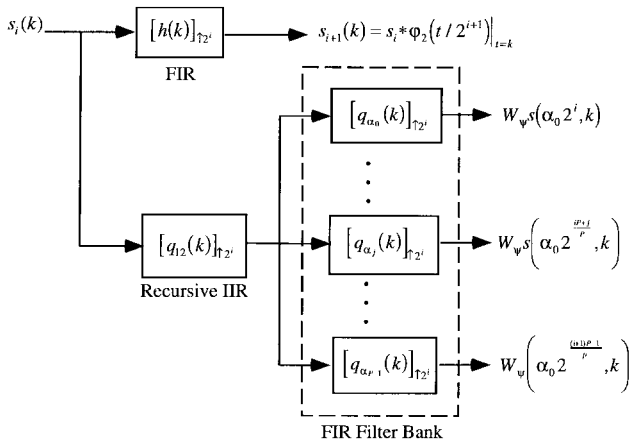 s_i(k)
[h(k)]_{↑2^i}
s_{i+1}(k) = s_i * φ_2(t / 2^{i+1})|_{t=k}
FIR
[q_{α_0}(k)]_{↑2^i}
W_ψ s(α_0 2^i, k)
[q_{12}(k)]_{↑2^i}
[q_{α_j}(k)]_{↑2^i}
W_ψ s(α_0 2^{\frac{iP+j}{P}}, k)
Recursive IIR
[q_{α_{P-1}}(k)]_{↑2^i}
W_ψ(α_0 2^{\frac{(i+1)P-1}{P}}, k)
FIR Filter Bank